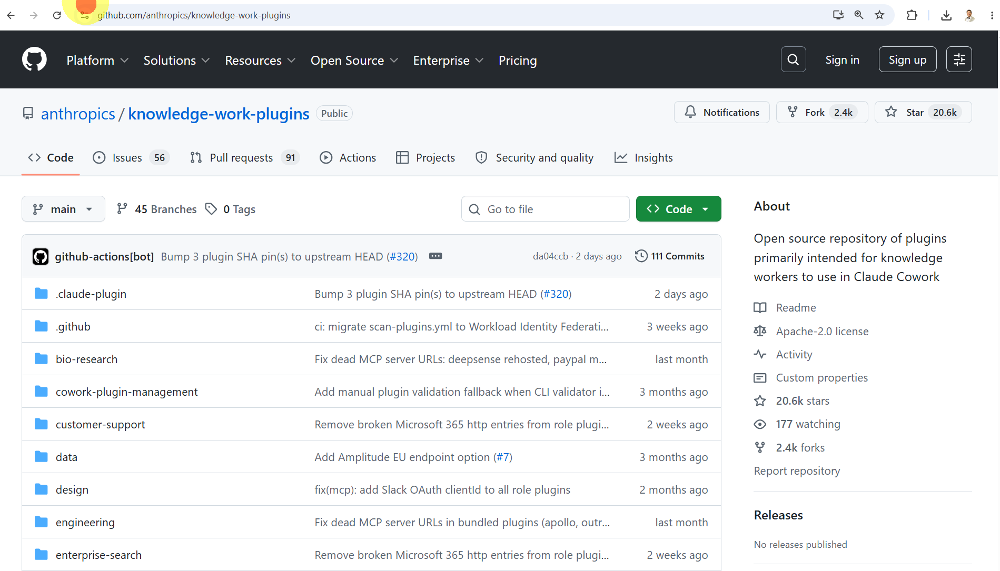 github.com/anthropics/knowledge-work-plugins
Platform Solutions Resources Open Source Enterprise Pricing Sign in Sign up
anthropics / knowledge-work-plugins Public Notifications Fork 2.4k Star 20.6k
Code Issues 56 Pull requests 91 Actions Projects Security and quality Insights
main 45 Branches 0 Tags Go to file Code
github-actions[bot] Bump 3 plugin SHA pin(s) to upstream HEAD (#320) da04ccb · 2 days ago 111 Commits
.claude-plugin Bump 3 plugin SHA pin(s) to upstream HEAD (#320) 2 days ago
.github ci: migrate scan-plugins.yml to Workload Identity Federati... 3 weeks ago
bio-research Fix dead MCP server URLs: deepsense rehosted, paypal m... last month
cowork-plugin-management Add manual plugin validation fallback when CLI validator i... 3 months ago
customer-support Remove broken Microsoft 365 http entries from role plugi... 2 weeks ago
data Add Amplitude EU endpoint option (#7) 3 months ago
design fix(mcp): add Slack OAuth clientId to all role plugins 2 months ago
engineering Fix dead MCP server URLs in bundled plugins (apollo, outr... last month
enterprise-search Remove broken Microsoft 365 http entries from role plugi... 2 weeks ago
About
Open source repository of plugins
primarily intended for knowledge
workers to use in Claude Cowork
Readme
Apache-2.0 license
Activity
Custom properties
20.6k stars
177 watching
2.4k forks
Report repository
Releases
No releases published